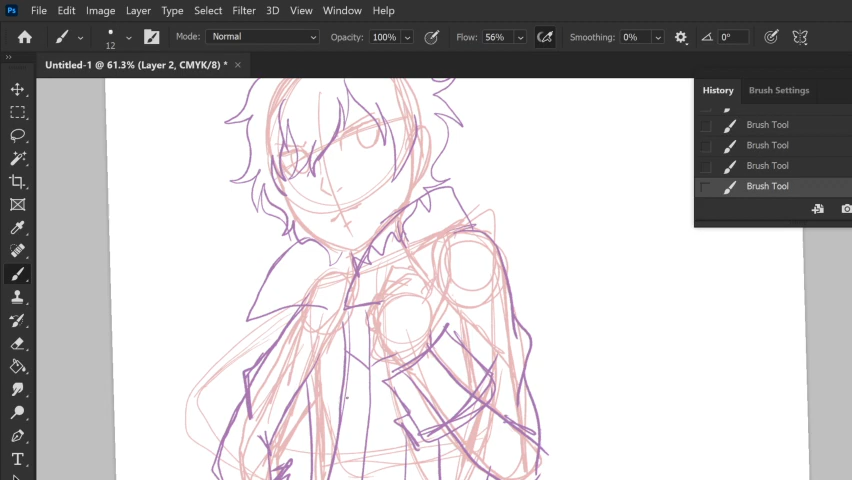 Ps File Edit Image Layer Type Select Filter 3D View Window Help
12 Mode: Normal Opacity: 100% Flow: 56% Smoothing: 0% 0°
Untitled-1 @ 61.3% (Layer 2, CMYK/8) * ×
History Brush Settings
Brush Tool
Brush Tool
Brush Tool
Brush Tool